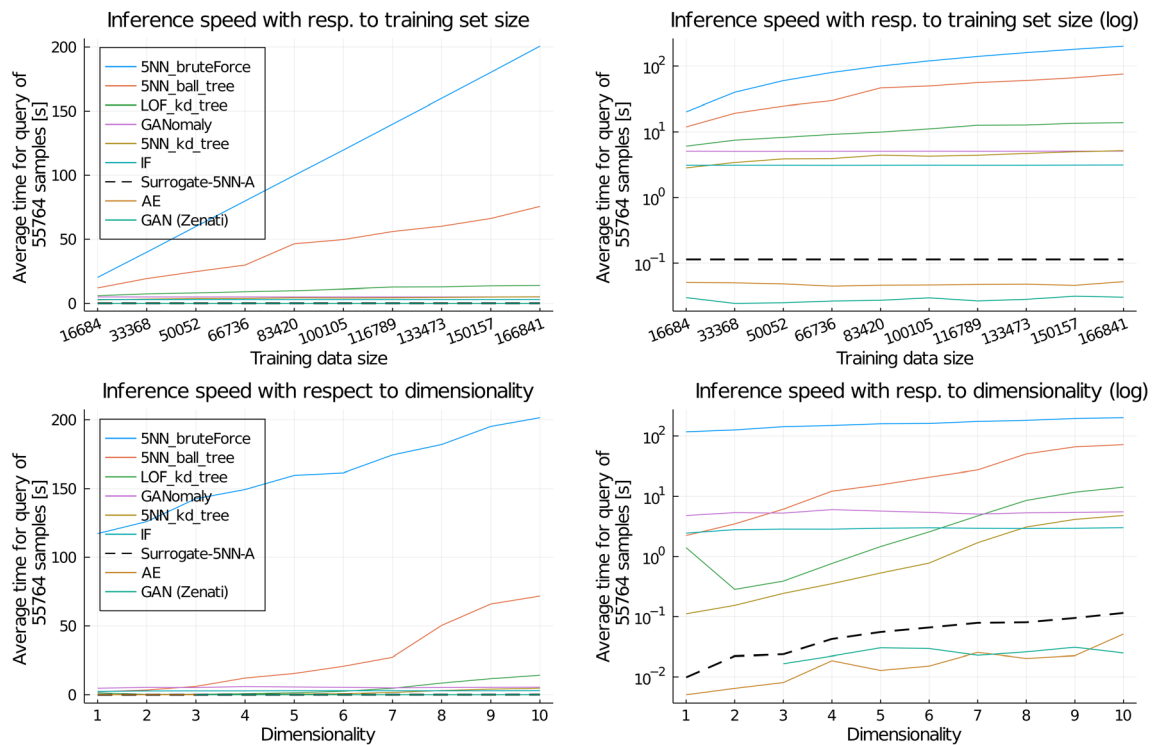 Inference speed with resp. to training set size
Average time for query of
55764 samples [s]
200
150
100
50
0
5NN_bruteForce
5NN_ball_tree
LOF_kd_tree
GANomaly
5NN_kd_tree
IF
Surrogate-5NN-A
AE
GAN (Zenati)
16684 33368 50052 66736 83420 100105 116789 133473 150157 166841
Training data size
Inference speed with resp. to training set size (log)
Average time for query of
55764 samples [s]
10^2
10^1
10^0
10^-1
16684 33368 50052 66736 83420 100105 116789 133473 150157 166841
Training data size
Inference speed with respect to dimensionality
Average time for query of
55764 samples [s]
200
150
100
50
0
5NN_bruteForce
5NN_ball_tree
LOF_kd_tree
GANomaly
5NN_kd_tree
IF
Surrogate-5NN-A
AE
GAN (Zenati)
1 2 3 4 5 6 7 8 9 10
Dimensionality
Inference speed with resp. to dimensionality (log)
Average time for query of
55764 samples [s]
10^2
10^1
10^0
10^-1
10^-2
1 2 3 4 5 6 7 8 9 10
Dimensionality